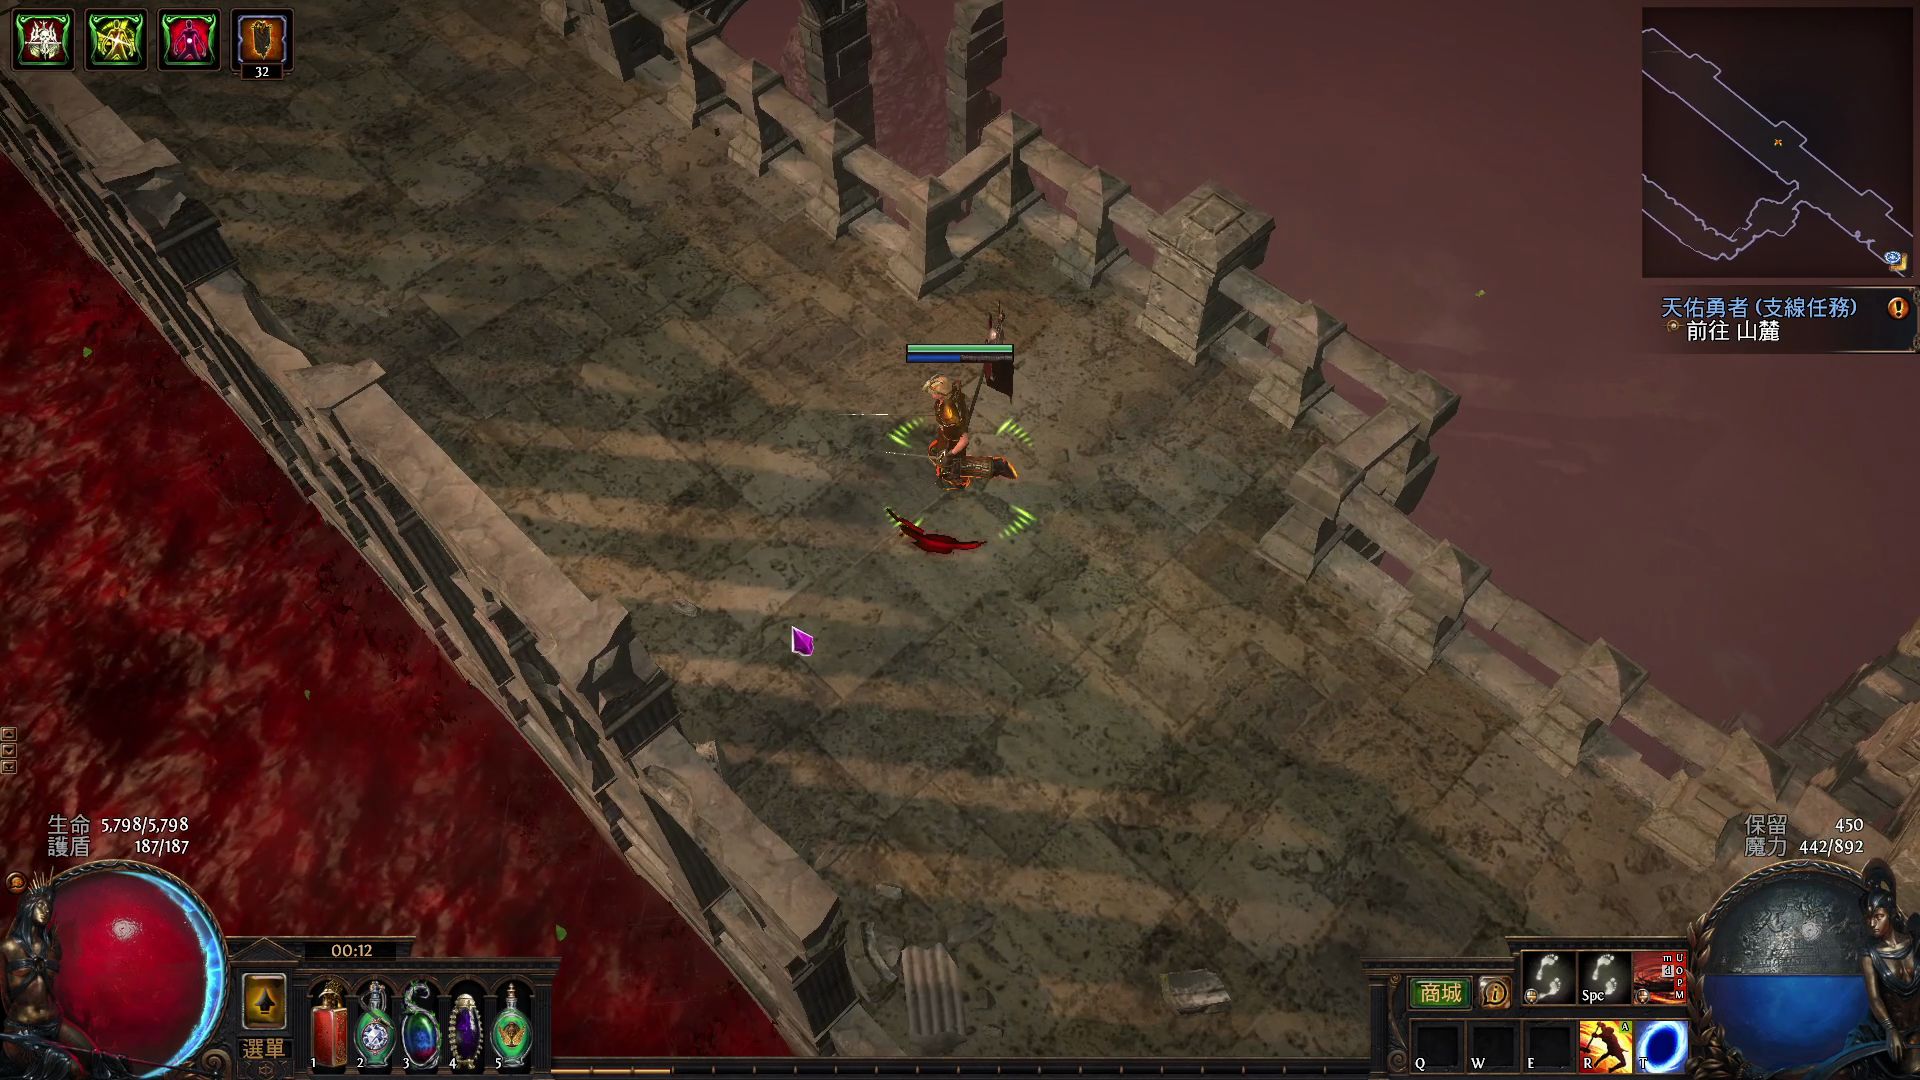 32
天佑勇者 (支線任務)
前往 山麓
生命 5,798/5,798
護盾 187/187
保留 450
魔力 442/892
00:12
選單
1 2 3 4 5
商城
Spc
m U
d O
P
M
Q W E R A T